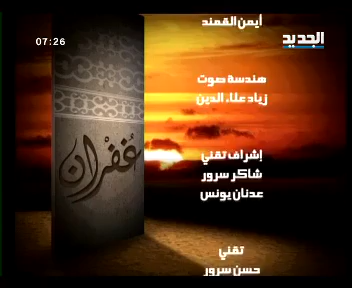 أيمن القمند
الجديد
07:26
هندسة صوت
زياد علاء الدين
غفران
إشراف تقني
شاكر سرور
عدنان يونس
تقني
حسن سرور